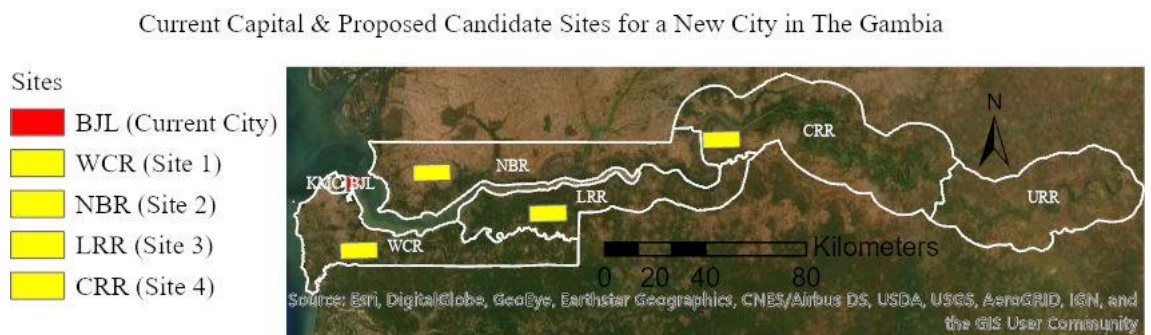 Current Capital & Proposed Candidate Sites for a New City in The Gambia
Sites
BJL (Current City)
WCR (Site 1)
NBR (Site 2)
LRR (Site 3)
CRR (Site 4)
N
CRR
NBR
KMC BJL
LRR
URR
WCR
Kilometers
0 10 20 40 60 80
Source: Esri, DigitalGlobe, GeoEye, Earthstar Geographics, CNES/Airbus DS, USDA, USGS, AeroGRID, IGN, and
the GIS User Community